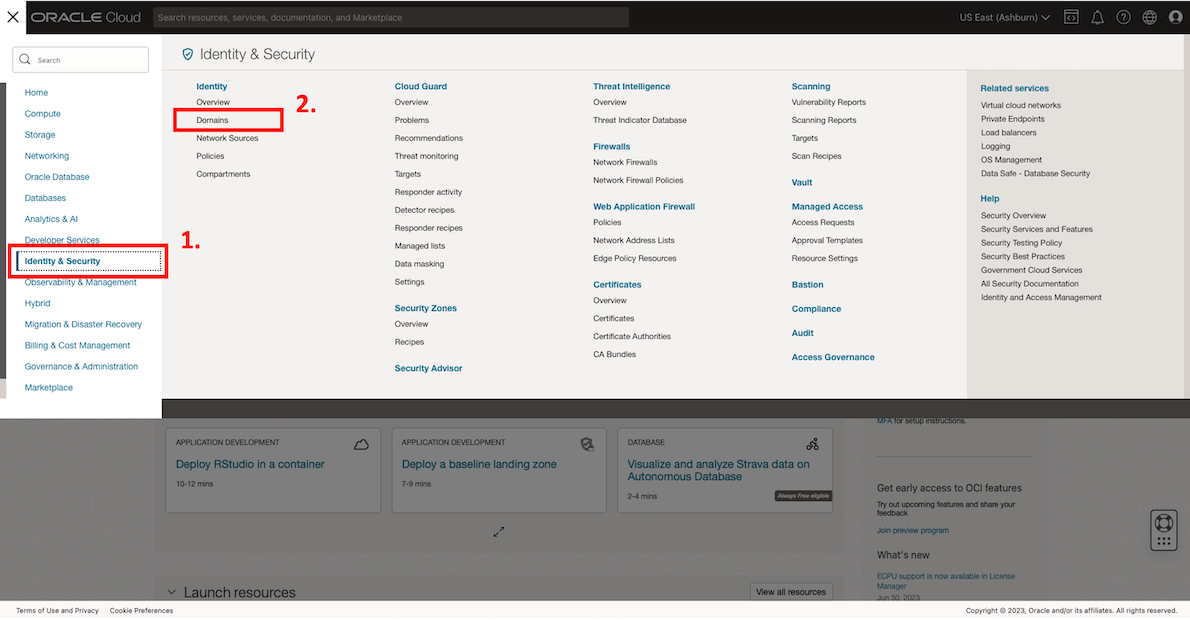 ORACLE Cloud
Search resources, services, documentation, and Marketplace
US East (Ashburn)
Search
Home
Compute
Storage
Networking
Oracle Database
Databases
Analytics & AI
Developer Services
Identity & Security
Observability & Management
Hybrid
Migration & Disaster Recovery
Billing & Cost Management
Governance & Administration
Marketplace
1.
Identity & Security
Identity
Overview
Domains
Network Sources
Policies
Compartments
2.
Cloud Guard
Overview
Problems
Recommendations
Threat monitoring
Targets
Responder activity
Detector recipes
Responder recipes
Managed lists
Data masking
Settings
Security Zones
Overview
Recipes
Security Advisor
Threat Intelligence
Overview
Threat Indicator Database
Firewalls
Network Firewalls
Network Firewall Policies
Web Application Firewall
Policies
Network Address Lists
Edge Policy Resources
Certificates
Overview
Certificates
Certificate Authorities
CA Bundles
Scanning
Vulnerability Reports
Scanning Reports
Targets
Scan Recipes
Vault
Managed Access
Access Requests
Approval Templates
Resource Settings
Bastion
Compliance
Audit
Access Governance
Related services
Virtual cloud networks
Private Endpoints
Load balancers
Logging
OS Management
Data Safe - Database Security
Help
Security Overview
Security Services and Features
Security Testing Policy
Security Best Practices
Government Cloud Services
All Security Documentation
Identity and Access Management
APPLICATION DEVELOPMENT
Deploy RStudio in a container
10-12 mins
APPLICATION DEVELOPMENT
Deploy a baseline landing zone
7-9 mins
DATABASE
Visualize and analyze Strava data on
Autonomous Database
2-4 mins
Always Free eligible
MFA for setup instructions.
Get early access to OCI features
Try out upcoming features and share your
feedback
Join preview program
What's new
ECPU support is now available in License
Manager
Jun 30, 2023
Launch resources
View all resources
Terms of Use and Privacy
Cookie Preferences
Copyright © 2023, Oracle and/or its affiliates. All rights reserved.